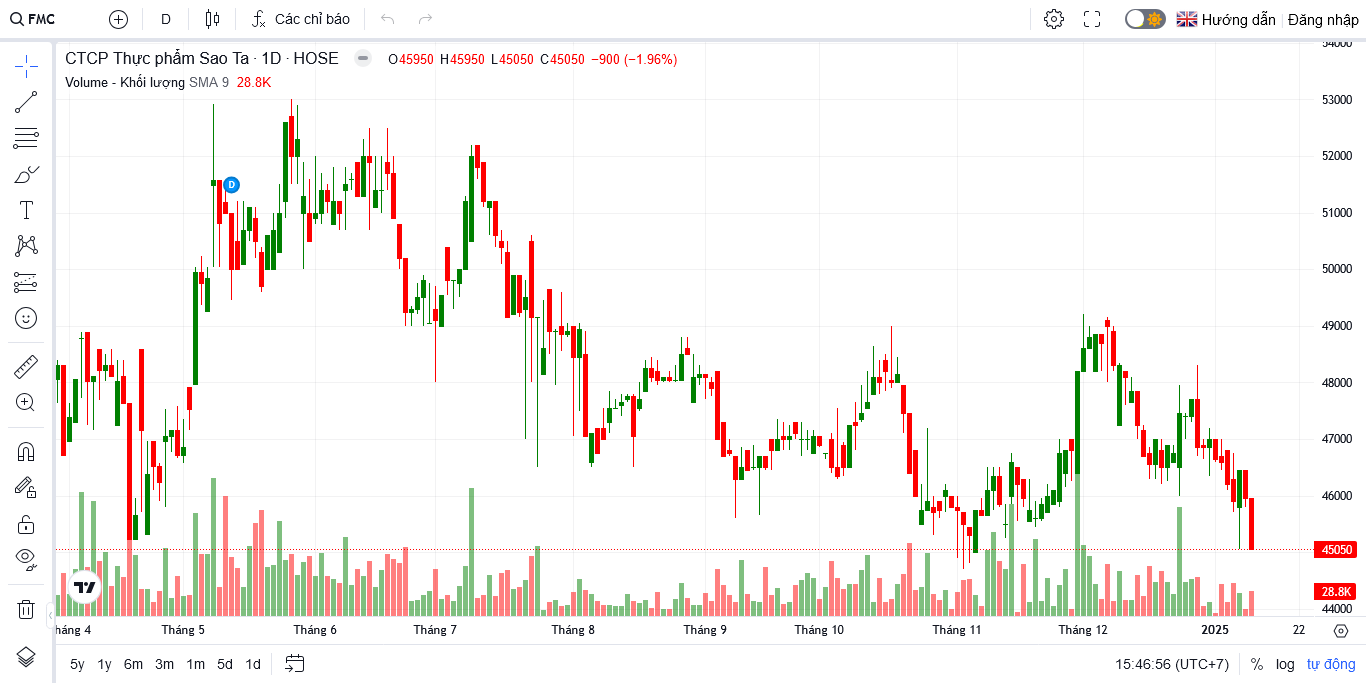 FMC D Các chỉ báo Hướng dẫn Đăng nhập
CTCP Thực phẩm Sao Ta · 1D · HOSE O45950 H45950 L45050 C45050 −900 (−1.96%)
Volume - Khối lượng SMA 9 28.8K
54000
53000
52000
51000
50000
49000
48000
47000
46000
45050
28.8K
44000
D
háng 4 Tháng 5 Tháng 6 Tháng 7 Tháng 8 Tháng 9 Tháng 10 Tháng 11 Tháng 12 2025 22
5y 1y 6m 3m 1m 5d 1d 15:46:56 (UTC+7) % log tự động